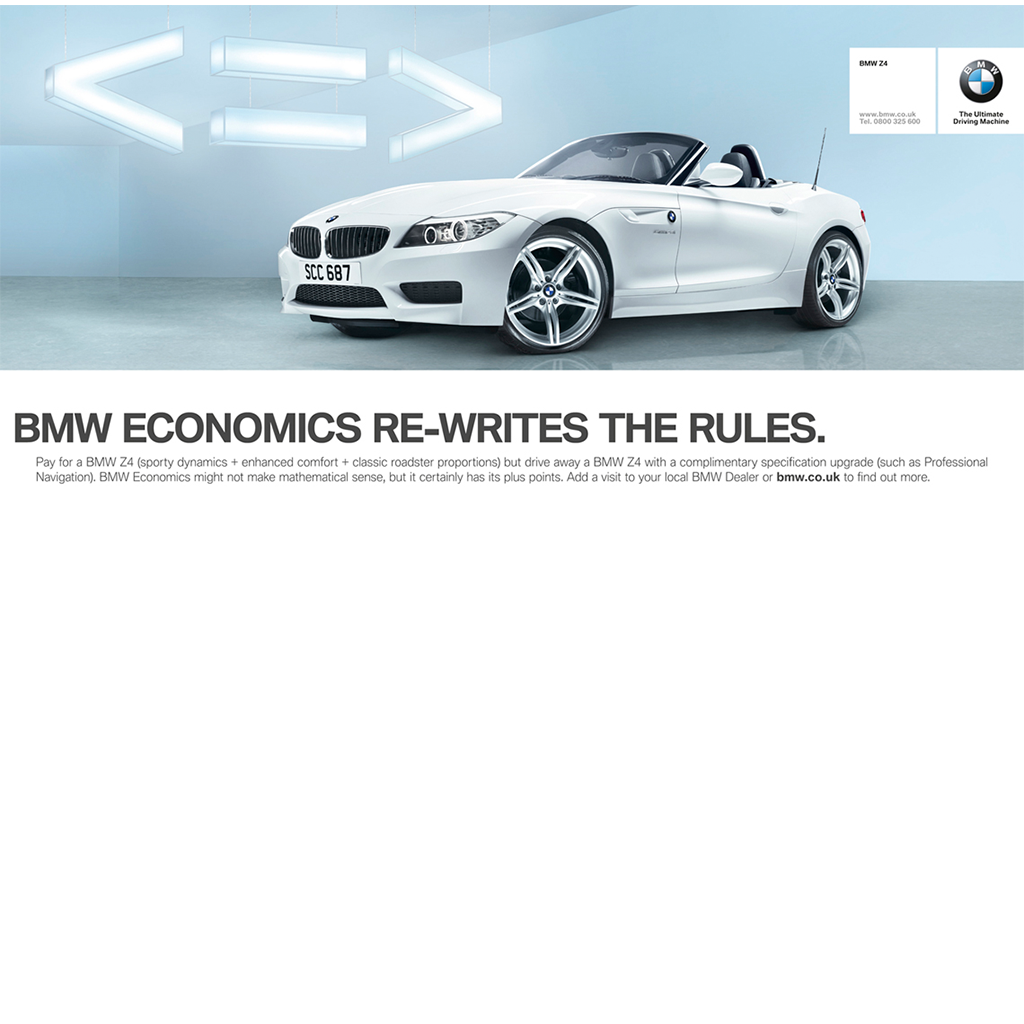 BMW Z4
www.bmw.co.uk
Tel. 0800 325 600
BMW
The Ultimate
Driving Machine
SCC 687
BMW ECONOMICS RE-WRITES THE RULES.
Pay for a BMW Z4 (sporty dynamics + enhanced comfort + classic roadster proportions) but drive away a BMW Z4 with a complimentary specification upgrade (such as Professional
Navigation). BMW Economics might not make mathematical sense, but it certainly has its plus points. Add a visit to your local BMW Dealer or bmw.co.uk to find out more.